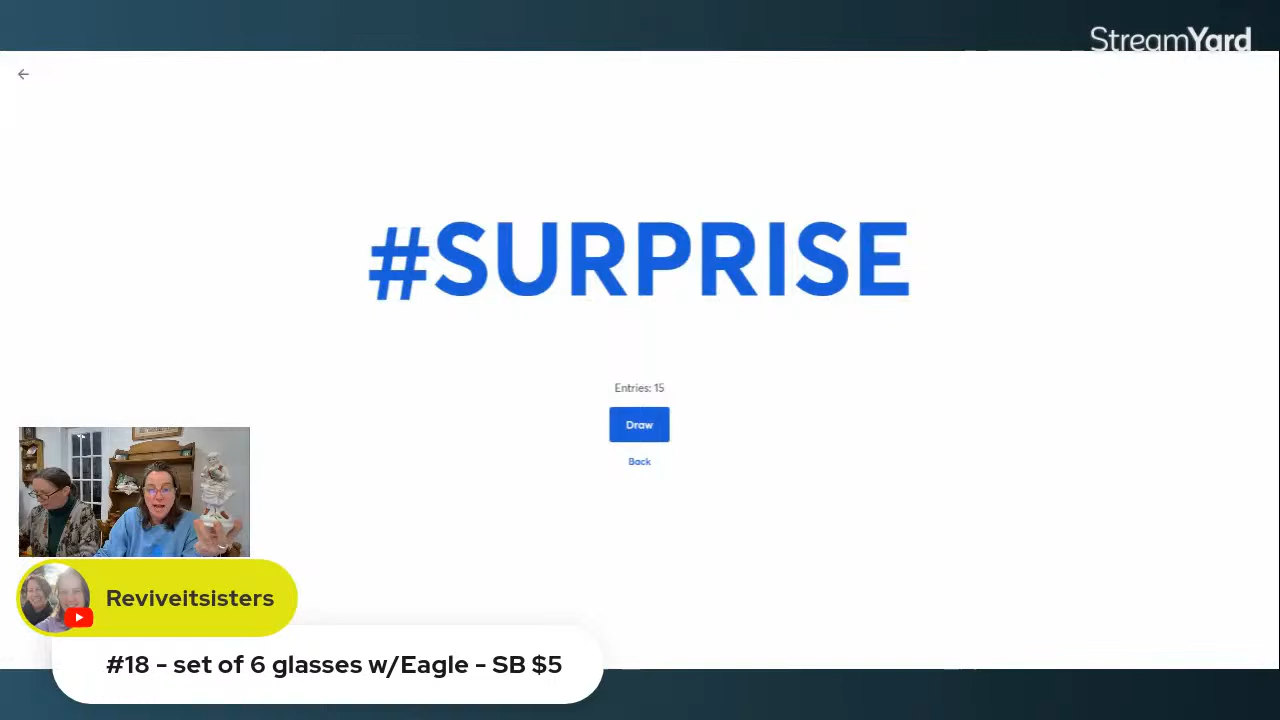 StreamYard
#SURPRISE
Entries: 15
Draw
Back
Reviveitsisters
#18 - set of 6 glasses w/Eagle - SB $5